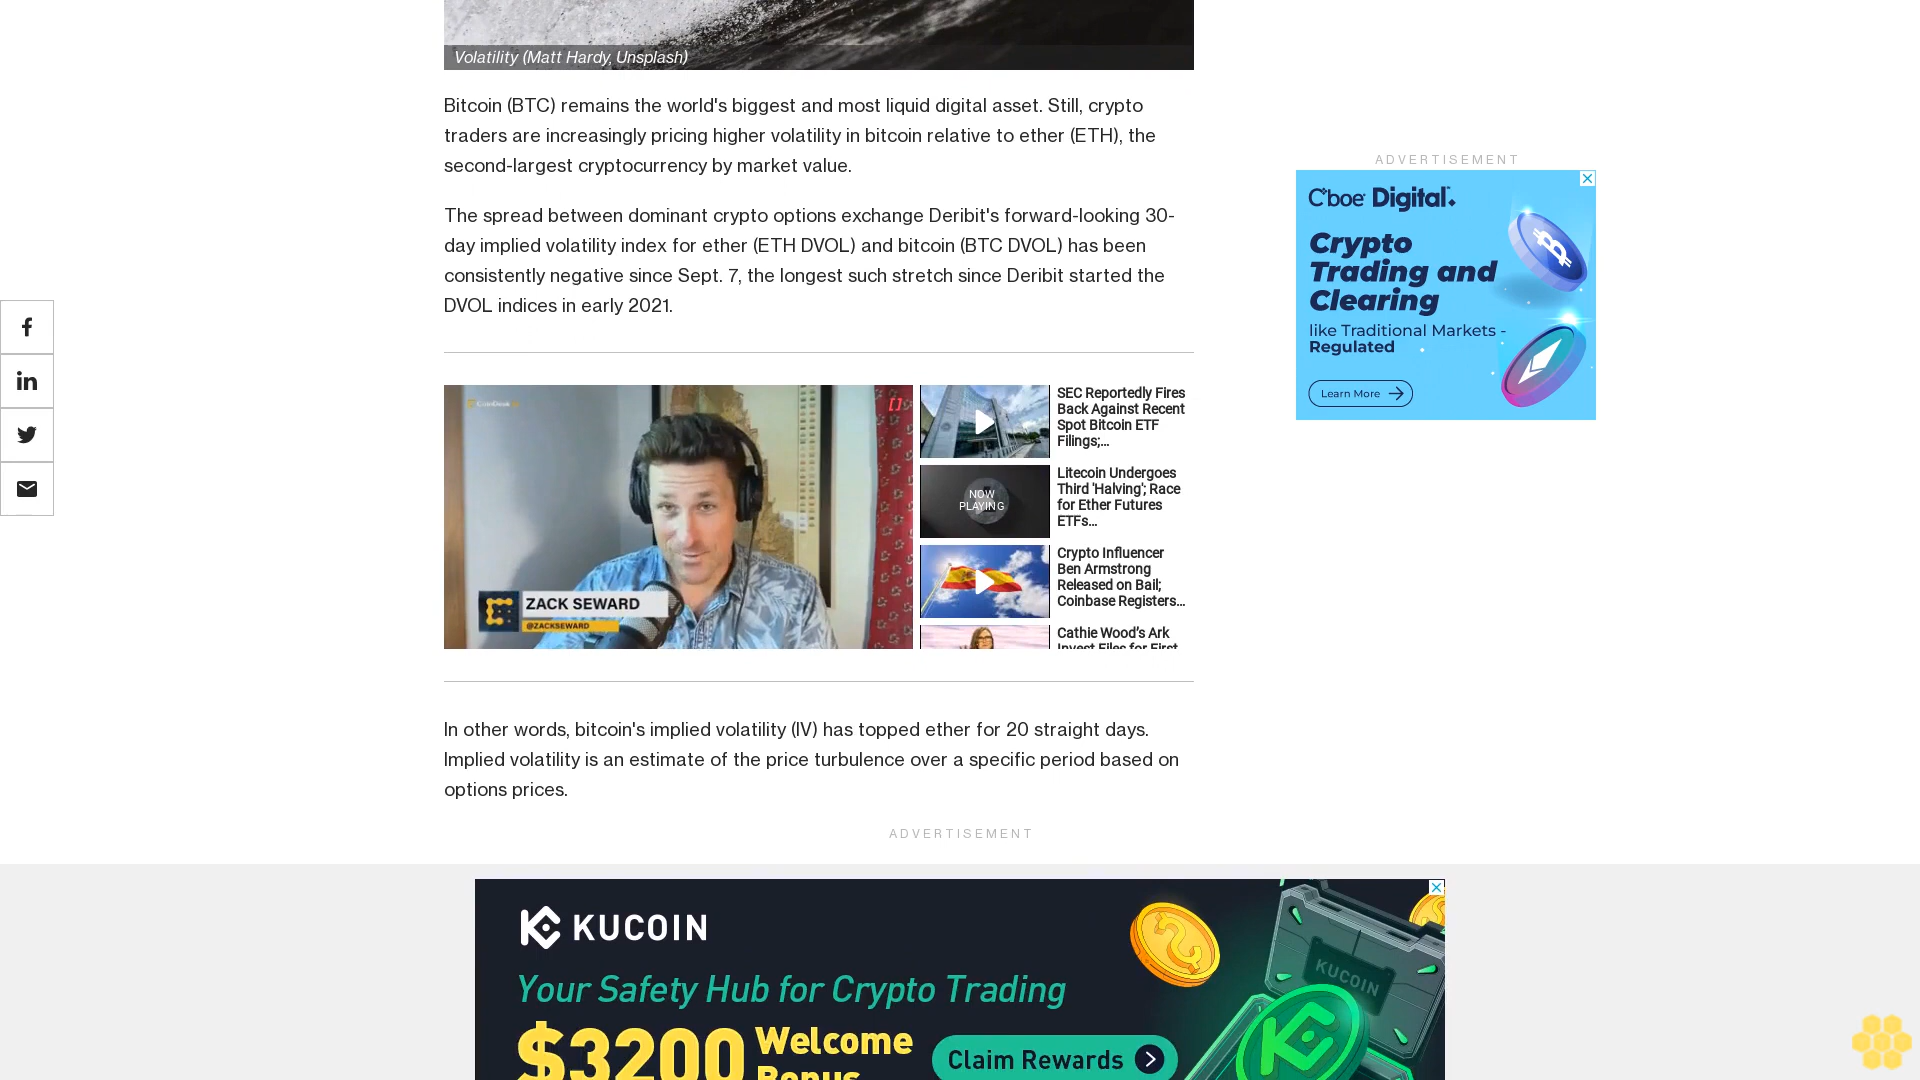 Volatility (Matt Hardy, Unsplash)
Bitcoin (BTC) remains the world's biggest and most liquid digital asset. Still, crypto
traders are increasingly pricing higher volatility in bitcoin relative to ether (ETH), the
second-largest cryptocurrency by market value.
The spread between dominant crypto options exchange Deribit's forward-looking 30-
day implied volatility index for ether (ETH DVOL) and bitcoin (BTC DVOL) has been
consistently negative since Sept. 7, the longest such stretch since Deribit started the
DVOL indices in early 2021.
CoinDesk
ZACK SEWARD
@ZACKSEWARD
SEC Reportedly Fires
Back Against Recent
Spot Bitcoin ETF
Filings;...
NOW
PLAYING
Litecoin Undergoes
Third 'Halving'; Race
for Ether Futures
ETFs...
Crypto Influencer
Ben Armstrong
Released on Bail;
Coinbase Registers...
Cathie Wood's Ark
Invest Files for First
In other words, bitcoin's implied volatility (IV) has topped ether for 20 straight days.
Implied volatility is an estimate of the price turbulence over a specific period based on
options prices.
ADVERTISEMENT
Cboe Digital
Crypto
Trading and
Clearing
like Traditional Markets -
Regulated
Learn More
ADVERTISEMENT
KUCOIN
Your Safety Hub for Crypto Trading
$3200 Welcome
Bonus
Claim Rewards
KUCOIN